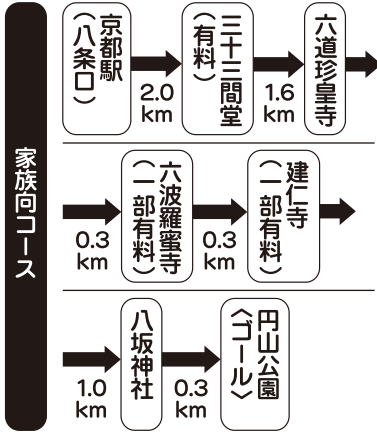 家族向コース
京都駅
（八条口）
2.0
km
三十三間堂
（有料）
1.6
km
六道珍皇寺
0.3
km
六波羅蜜寺
（一部有料）
0.3
km
建仁寺
（一部有料）
1.0
km
八坂神社
0.3
km
円山公園
〈ゴール〉